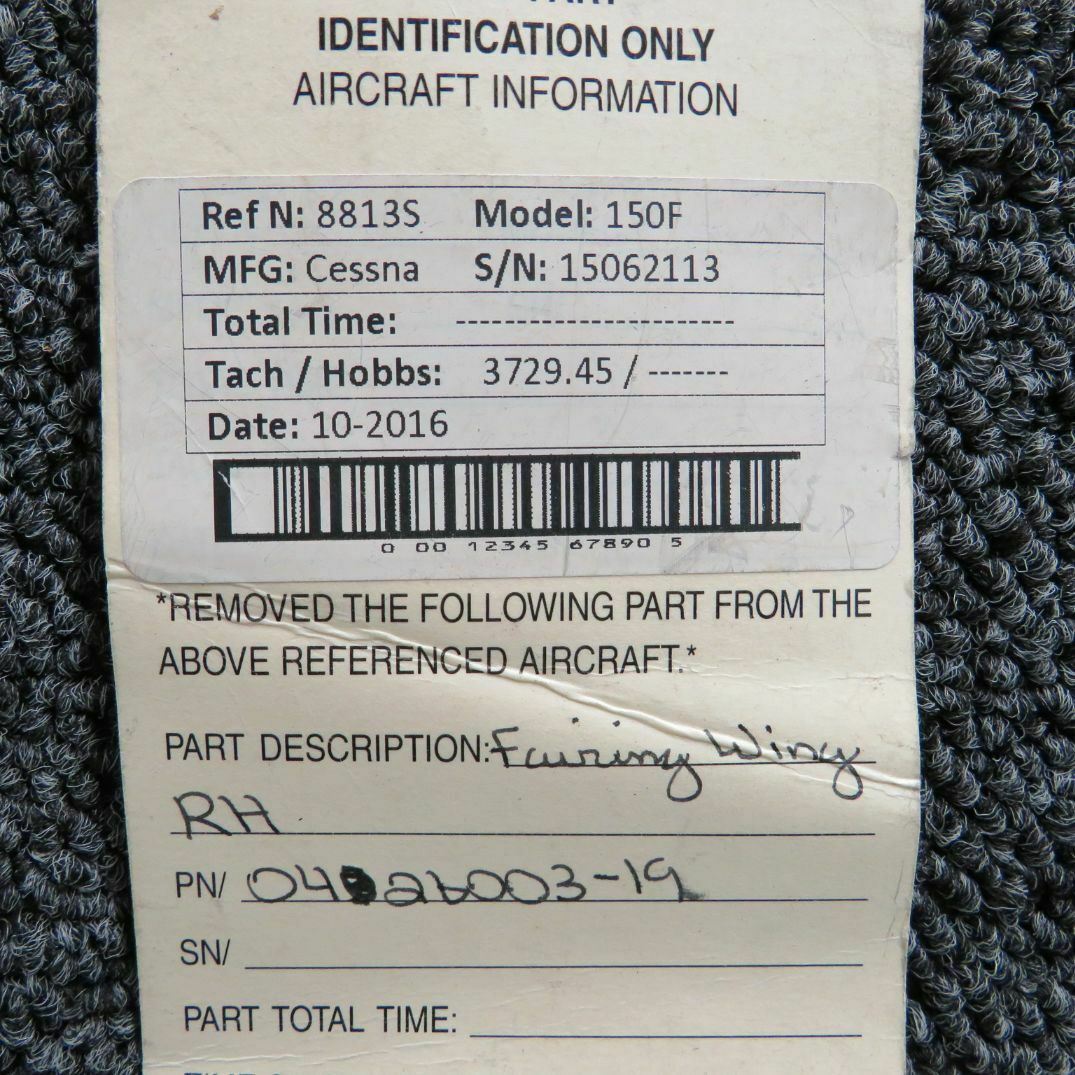 IDENTIFICATION ONLY
AIRCRAFT INFORMATION
Ref N: 8813S Model: 150F
MFG: Cessna S/N: 15062113
Total Time: -----------------------
Tach / Hobbs: 3729.45 / -------
Date: 10-2016
0 00 12345 67890 5
*REMOVED THE FOLLOWING PART FROM THE
ABOVE REFERENCED AIRCRAFT.*
PART DESCRIPTION: Fairing Wing
RH
PN/
SN/
PART TOTAL TIME: